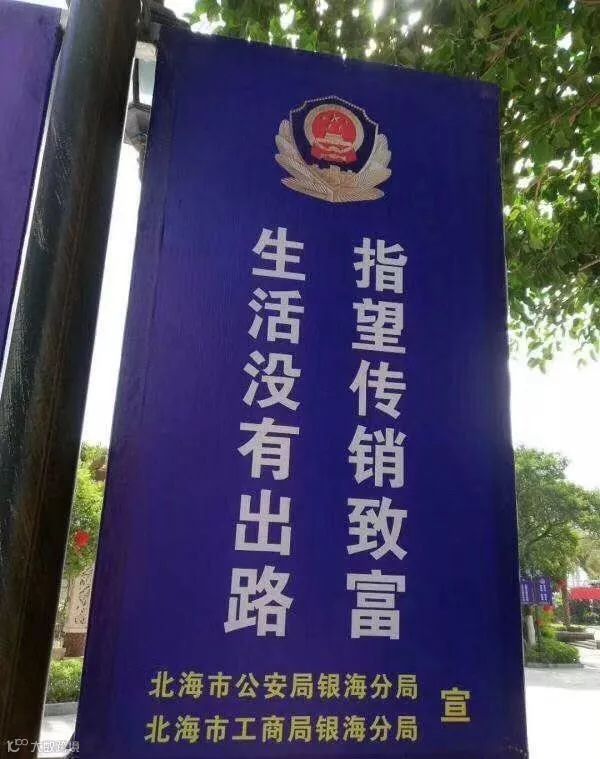 指望传销致富
生活没有出路
北海市公安局银海分局
北海市工商局银海分局
宣